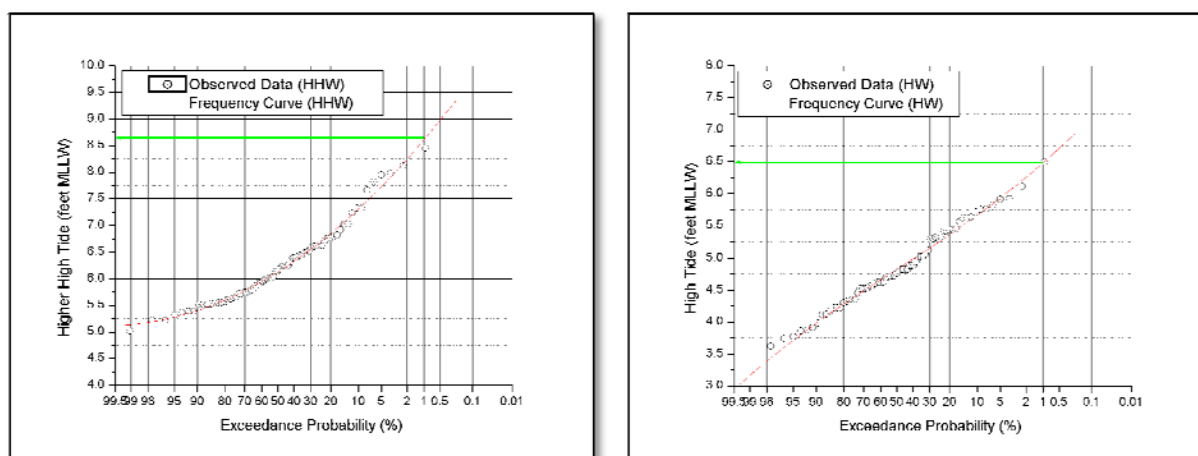 10.0
9.5
9.0
8.5
8.0
7.5
7.0
6.5
6.0
5.5
5.0
4.5
4.0
Higher High Tide (feet MLLW)
Observed Data (HHW)
Frequency Curve (HHW)
99.5 99 98 95 90 80 70 60 50 40 30 20 10 5 2 1 0.1 0.01
Exceedance Probability (%)
8.0
7.5
7.0
6.5
6.0
5.5
5.0
4.5
4.0
3.5
3.0
High Tide (feet MLLW)
Observed Data (HW)
Frequency Curve (HW)
99.5 99 98 95 90 80 70 60 50 40 30 20 10 5 2 1 0.1 0.01
Exceedance Probability (%)